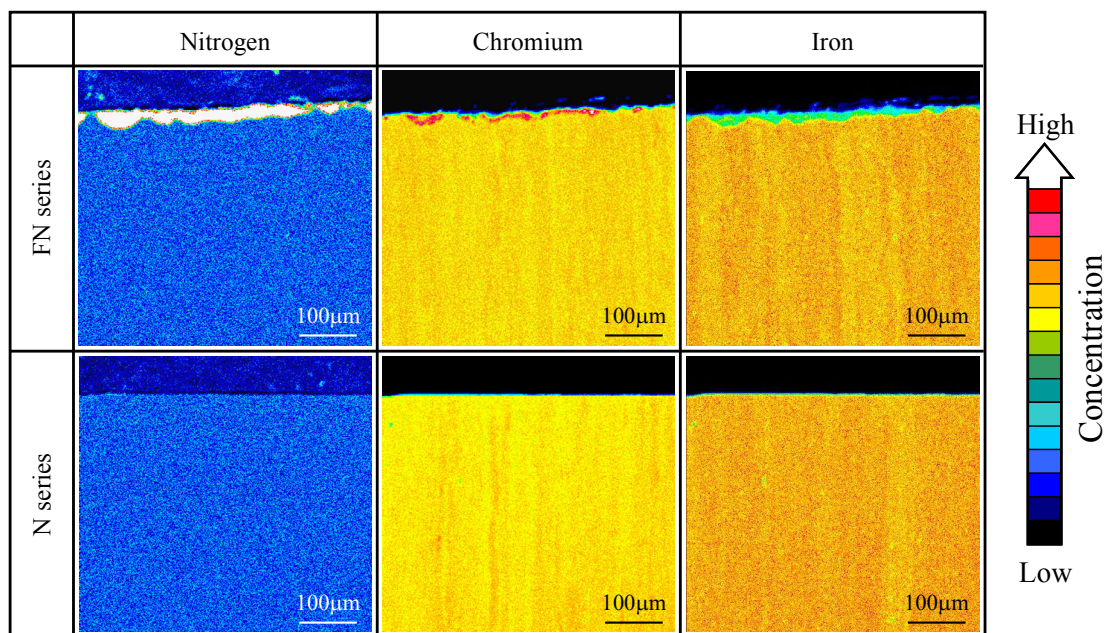 Nitrogen
Chromium
Iron
FN series
100μm
100μm
100μm
N series
100μm
100μm
100μm
High
Concentration
Low